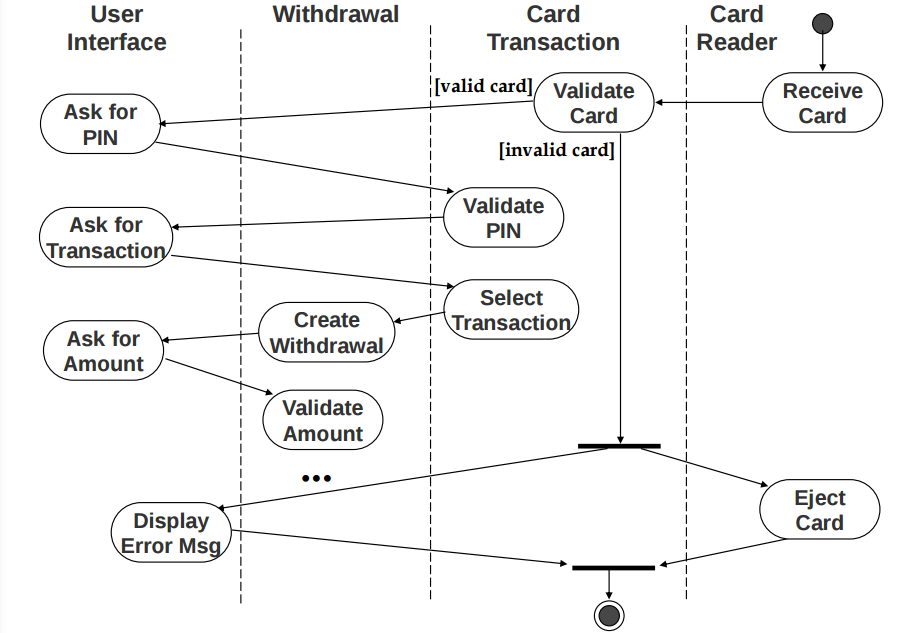 User
Interface
Withdrawal
Card
Transaction
Card
Reader
[valid card]
Validate
Card
Receive
Card
Ask for
PIN
[invalid card]
Validate
PIN
Ask for
Transaction
Select
Transaction
Create
Withdrawal
Ask for
Amount
Validate
Amount
•••
Eject
Card
Display
Error Msg